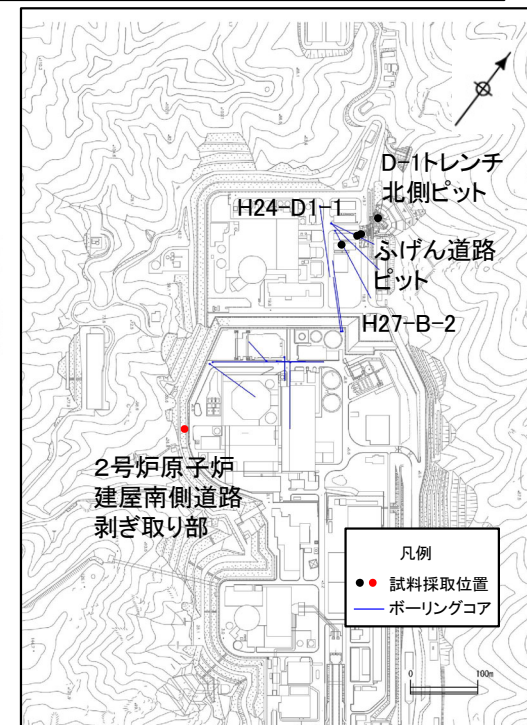 D-1トレンチ
北側ピット
H24-D1-1
ふげん道路
ピット
H27-B-2
2号炉原子炉
建屋南側道路
剥ぎ取り部
凡例
試料採取位置
ボーリングコア
0 100m